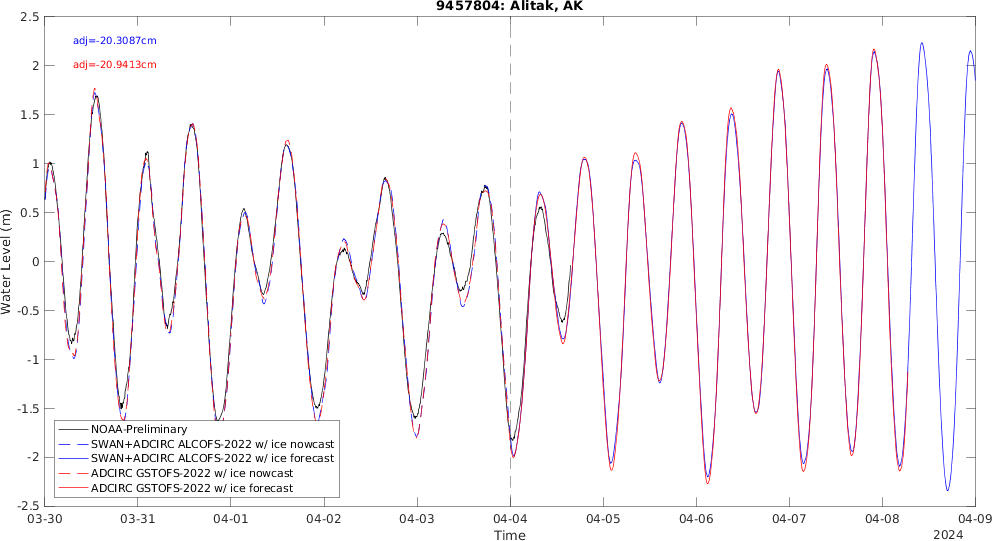 9457804: Alitak, AK
2.5
2
1.5
1
0.5
0
-0.5
-1
-1.5
-2
-2.5
Water Level (m)
adj=-20.3087cm
adj=-20.9413cm
NOAA-Preliminary
SWAN+ADCIRC ALCOFS-2022 w/ ice nowcast
SWAN+ADCIRC ALCOFS-2022 w/ ice forecast
ADCIRC GSTOFS-2022 w/ ice nowcast
ADCIRC GSTOFS-2022 w/ ice forecast
03-30 03-31 04-01 04-02 04-03 04-04 04-05 04-06 04-07 04-08 04-09
Time
2024